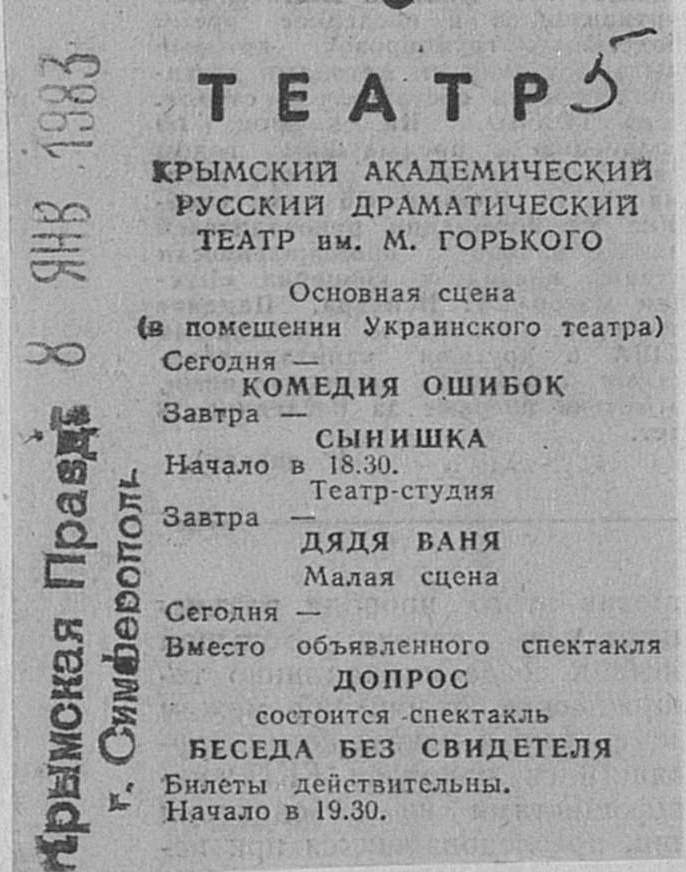 ТЕАТР 5
КРЫМСКИЙ АКАДЕМИЧЕСКИЙ
РУССКИЙ ДРАМАТИЧЕСКИЙ
ТЕАТР им. М. ГОРЬКОГО
Основная сцена
(в помещении Украинского театра)
Сегодня —
КОМЕДИЯ ОШИБОК
Завтра —
СЫНИШКА
Начало в 18.30.
Театр-студия
Завтра —
ДЯДЯ ВАНЯ
Малая сцена
Сегодня —
Вместо объявленного спектакля
ДОПРОС
состоится спектакль
БЕСЕДА БЕЗ СВИДЕТЕЛЯ
Билеты действительны.
Начало в 19.30.
8 ЯНВ 1983
Крымская Правда
г. Симферополь